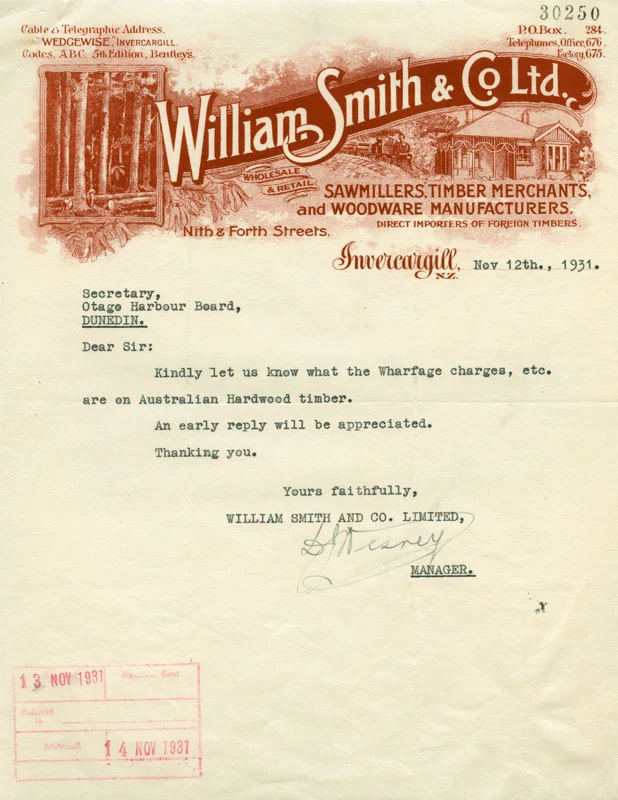 30250
Cable & Telegraphic Address,
"WEDGEWISE", INVERCARGILL.
Codes, A.B.C. 5th Edition, Bentley's.
P.O. Box. 284.
Telephones, Office, 676.
Factory, 675.
William Smith & Co Ltd.
WHOLESALE
& RETAIL
SAWMILLERS, TIMBER MERCHANTS,
and WOODWARE MANUFACTURERS.
DIRECT IMPORTERS OF FOREIGN TIMBERS.
Nith & Forth Streets,
Invercargill, Nov 12th., 1931.
N.Z.
Secretary,
Otago Harbour Board,
DUNEDIN.
Dear Sir:
Kindly let us know what the Wharfage charges, etc.
are on Australian Hardwood timber.
An early reply will be appreciated.
Thanking you.
Yours faithfully,
WILLIAM SMITH AND CO. LIMITED,
MANAGER.
13 NOV 1931 No. Sent
Referred
to
14 NOV 1931